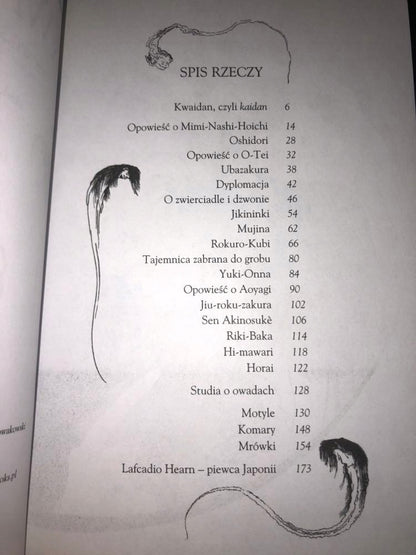 SPIS RZECZY
Kwaidan, czyli kaidan 6
Opowieść o Mimi-Nashi-Hoichi 14
Oshidori 28
Opowieść o O-Tei 32
Ubazakura 38
Dyplomacja 42
O zwierciadle i dzwonie 46
Jikininki 54
Mujina 62
Rokuro-Kubi 66
Tajemnica zabrana do grobu 80
Yuki-Onna 84
Opowieść o Aoyagi 90
Jiu-roku-zakura 102
Sen Akinosukè 106
Riki-Baka 114
Hi-mawari 118
Horai 122
Studia o owadach 128
Motyle 130
Komary 148
Mrówki 154
Lafcadio Hearn – piewca Japonii 173